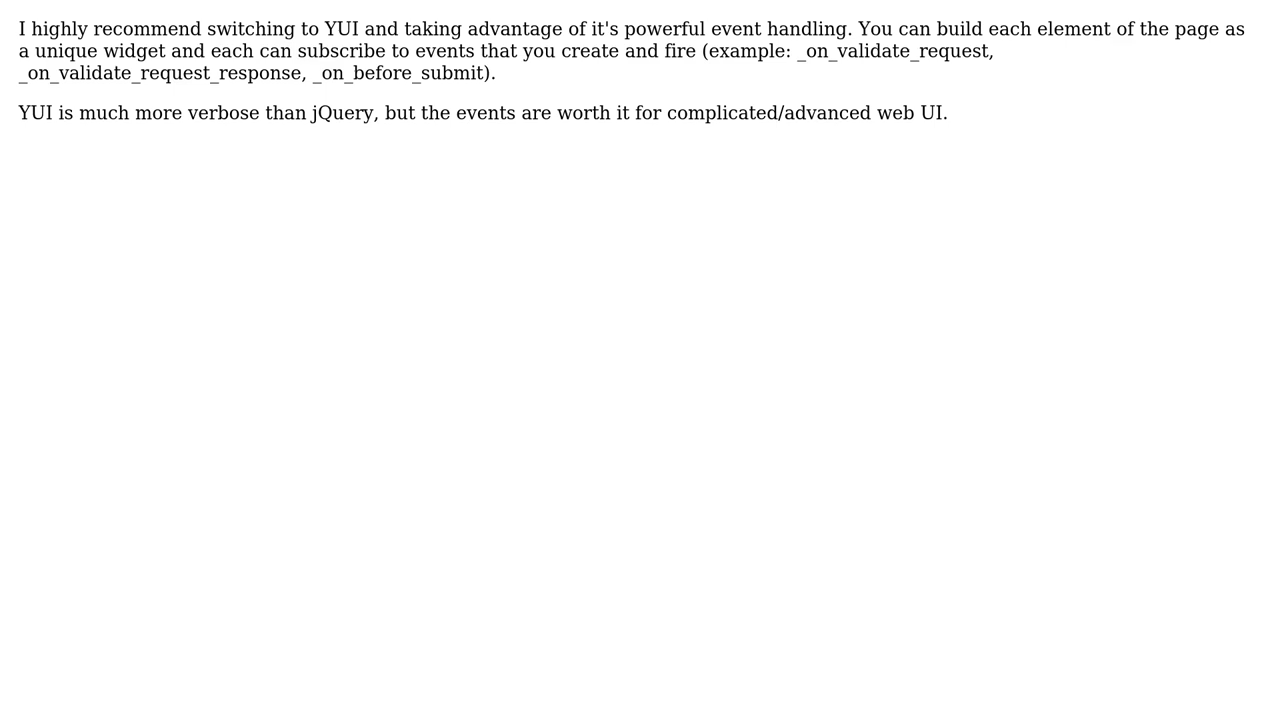 I highly recommend switching to YUI and taking advantage of it's powerful event handling. You can build each element of the page as
a unique widget and each can subscribe to events that you create and fire (example: _on_validate_request,
_on_validate_request_response, _on_before_submit).
YUI is much more verbose than jQuery, but the events are worth it for complicated/advanced web UI.